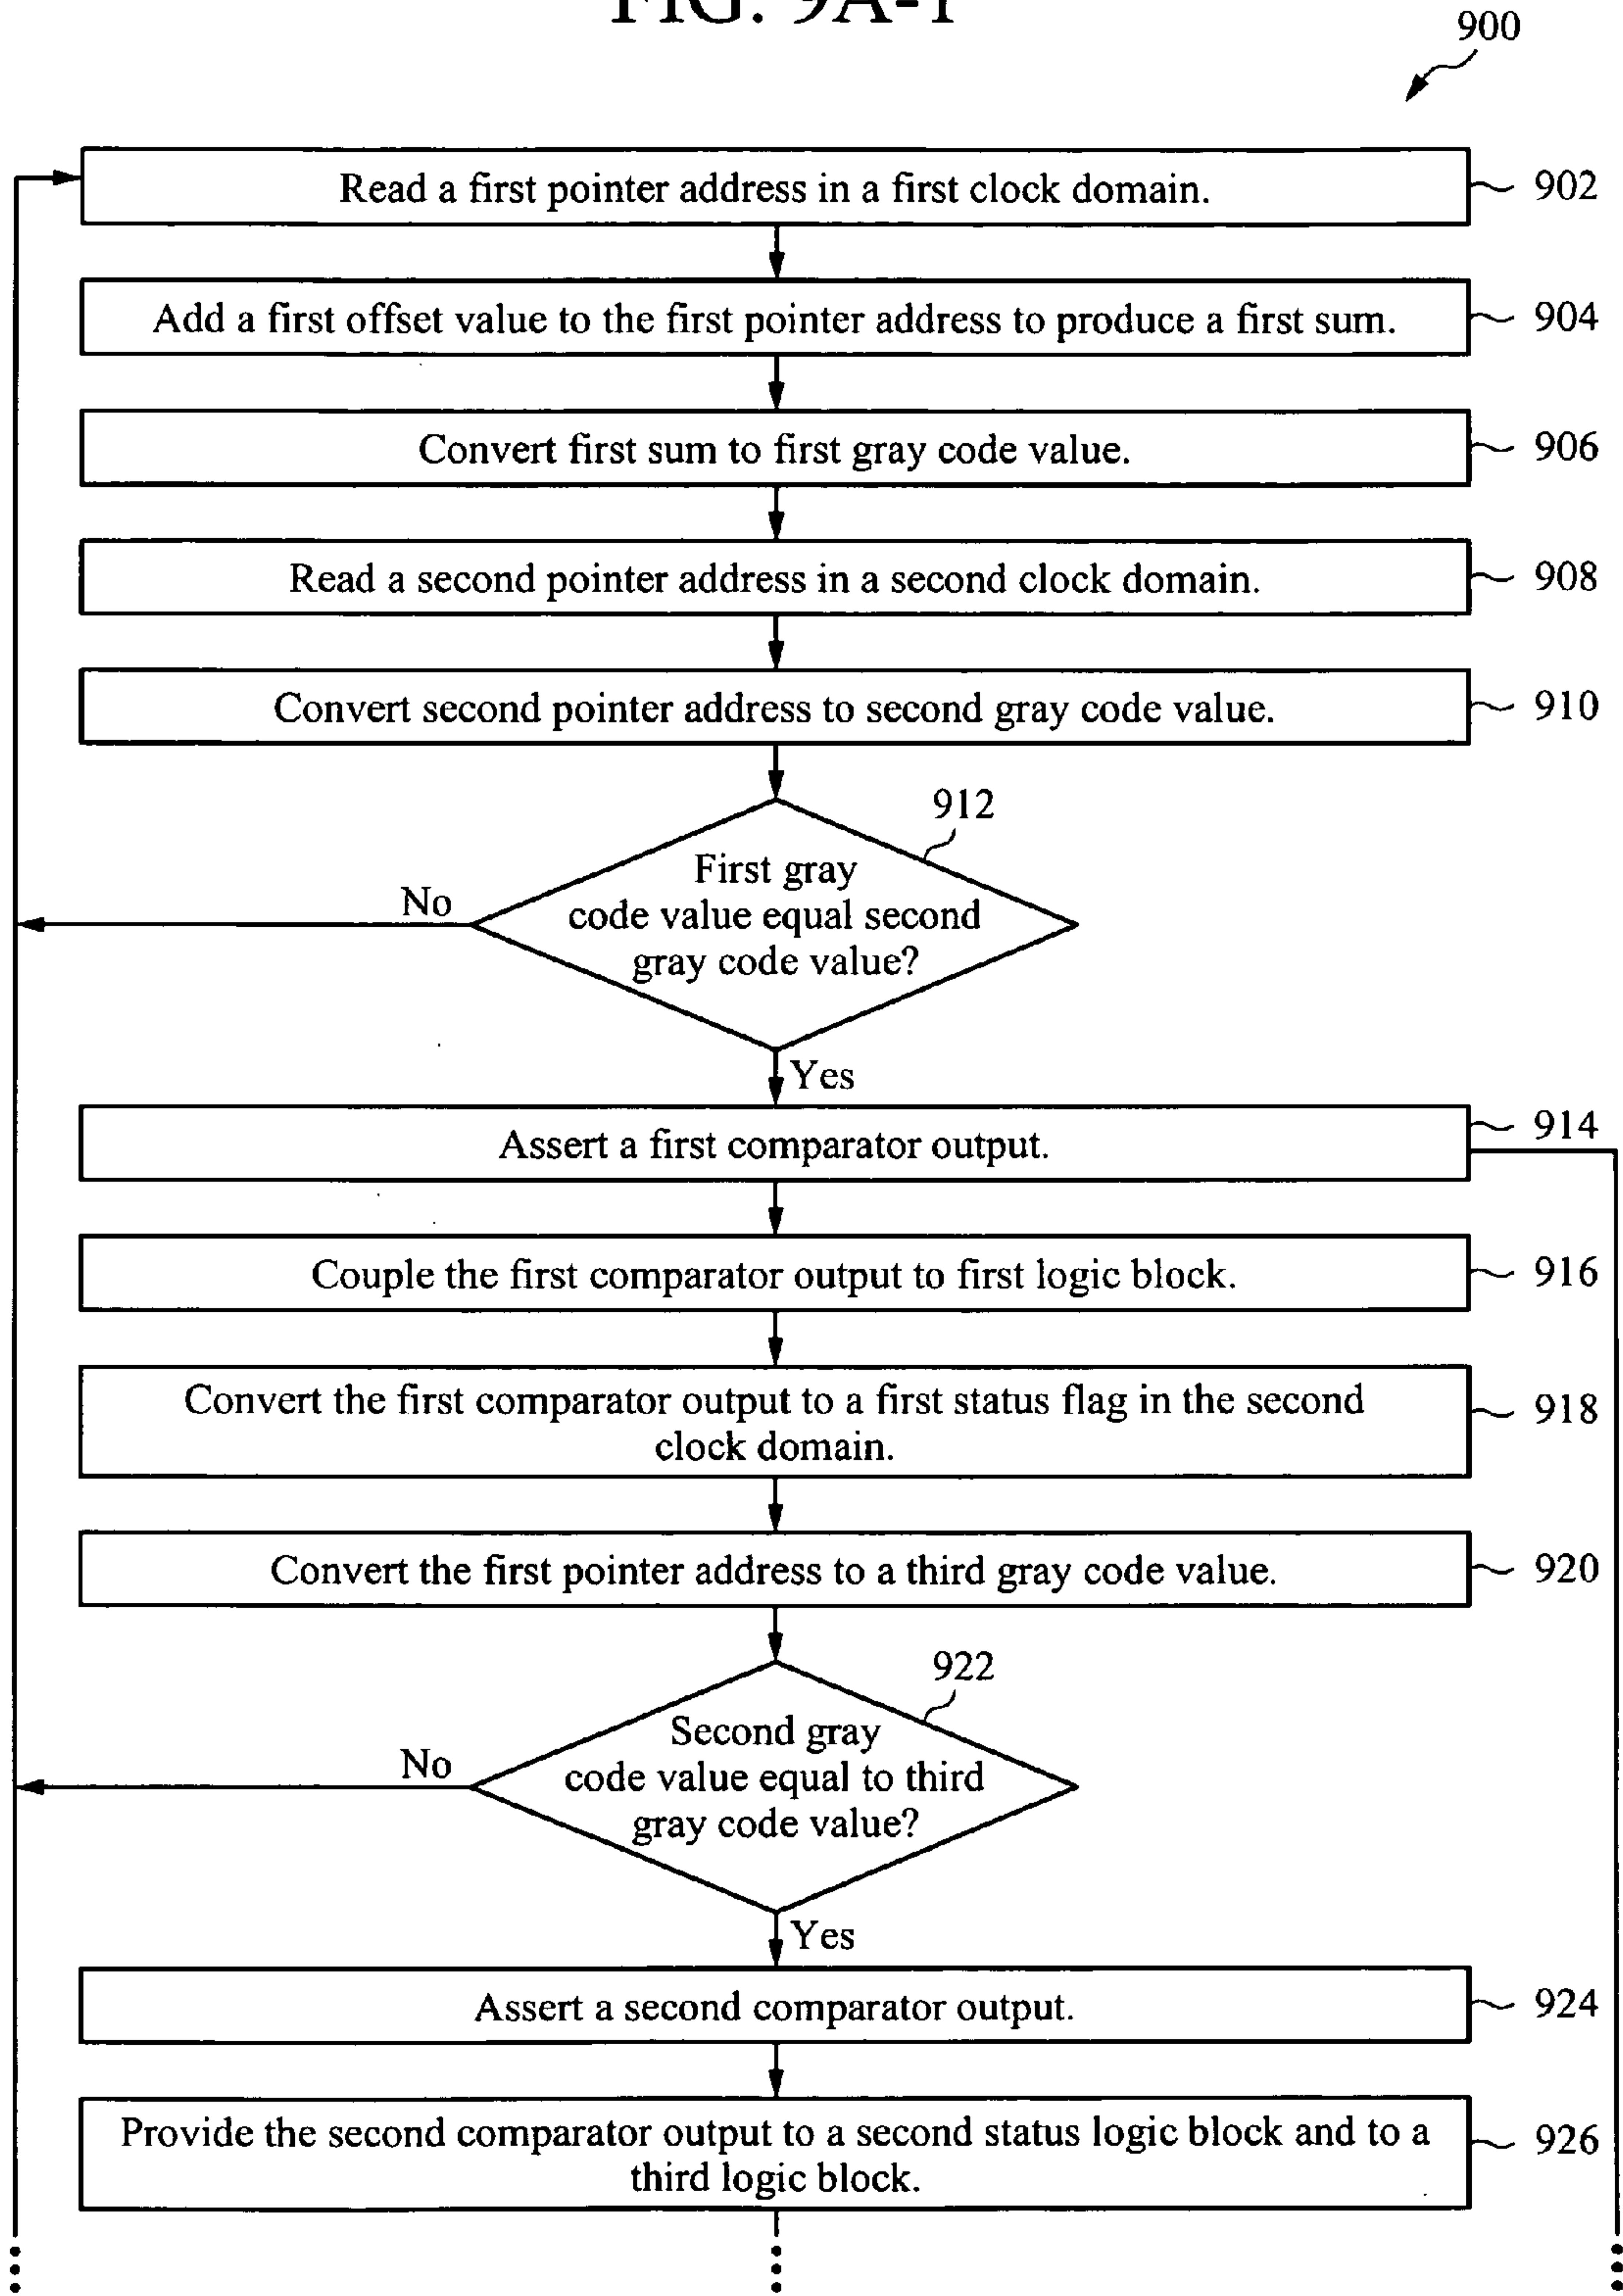 FIG. 9A-1
900
Read a first pointer address in a first clock domain.
902
Add a first offset value to the first pointer address to produce a first sum.
904
Convert first sum to first gray code value.
906
Read a second pointer address in a second clock domain.
908
Convert second pointer address to second gray code value.
910
912
First gray
code value equal second
gray code value?
No
Yes
Assert a first comparator output.
914
Couple the first comparator output to first logic block.
916
Convert the first comparator output to a first status flag in the second
clock domain.
918
Convert the first pointer address to a third gray code value.
920
922
Second gray
code value equal to third
gray code value?
No
Yes
Assert a second comparator output.
924
Provide the second comparator output to a second status logic block and to a
third logic block.
926